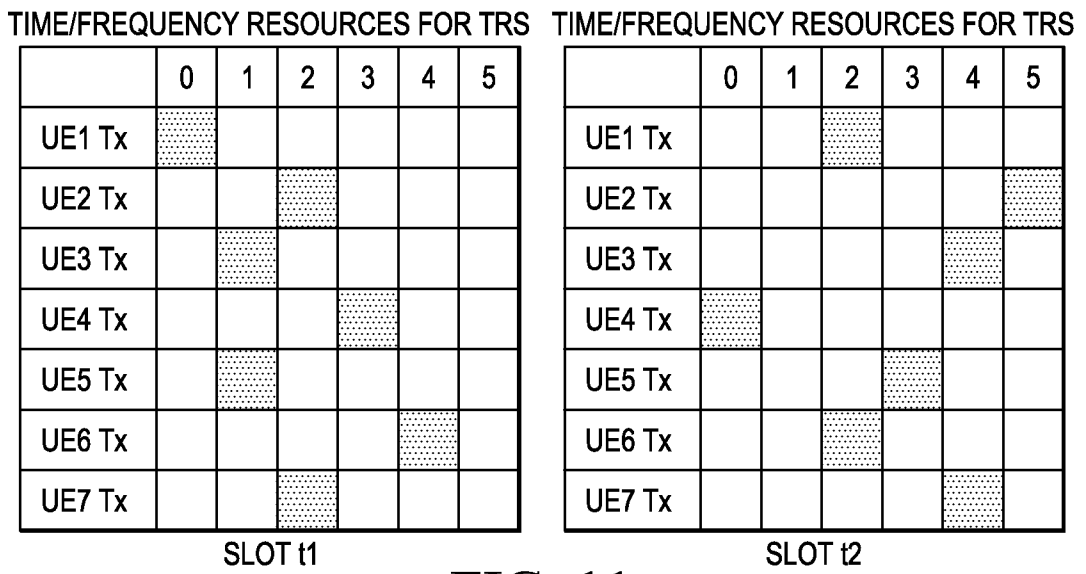 TIME/FREQUENCY RESOURCES FOR TRS
0 1 2 3 4 5
UE1 Tx
UE2 Tx
UE3 Tx
UE4 Tx
UE5 Tx
UE6 Tx
UE7 Tx
SLOT t1
TIME/FREQUENCY RESOURCES FOR TRS
0 1 2 3 4 5
UE1 Tx
UE2 Tx
UE3 Tx
UE4 Tx
UE5 Tx
UE6 Tx
UE7 Tx
SLOT t2